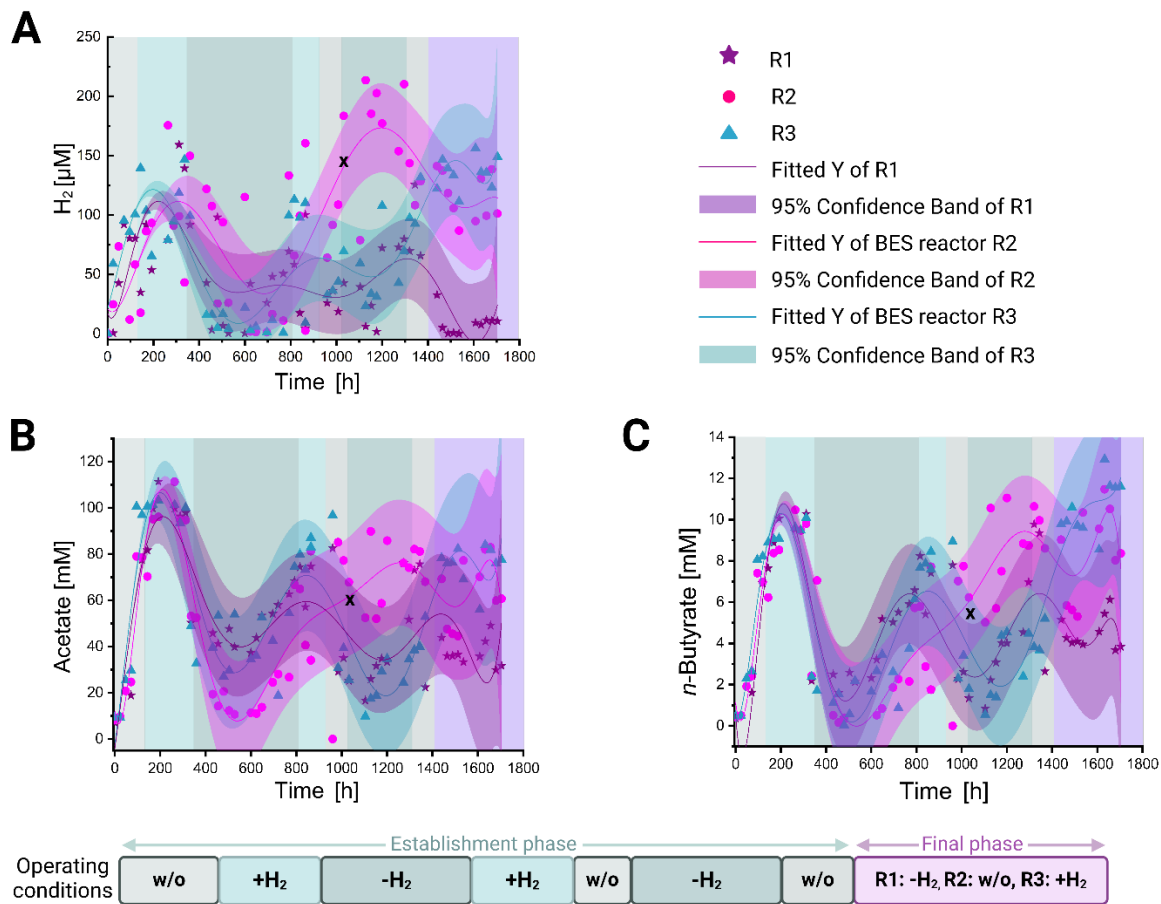 A
H₂ [µM]
250
200
150
100
50
0
0 200 400 600 800 1000 1200 1400 1600 1800
Time [h]
x
R1
R2
R3
Fitted Y of R1
95% Confidence Band of R1
Fitted Y of BES reactor R2
95% Confidence Band of R2
Fitted Y of BES reactor R3
95% Confidence Band of R3
B
Acetate [mM]
120
100
80
60
40
20
0
0 200 400 600 800 1000 1200 1400 1600 1800
Time [h]
x
C
n-Butyrate [mM]
14
12
10
8
6
4
2
0
0 200 400 600 800 1000 1200 1400 1600 1800
Time [h]
x
Establishment phase
Final phase
Operating
conditions
w/o +H₂ -H₂ +H₂ w/o -H₂ w/o R1: -H₂, R2: w/o, R3: +H₂